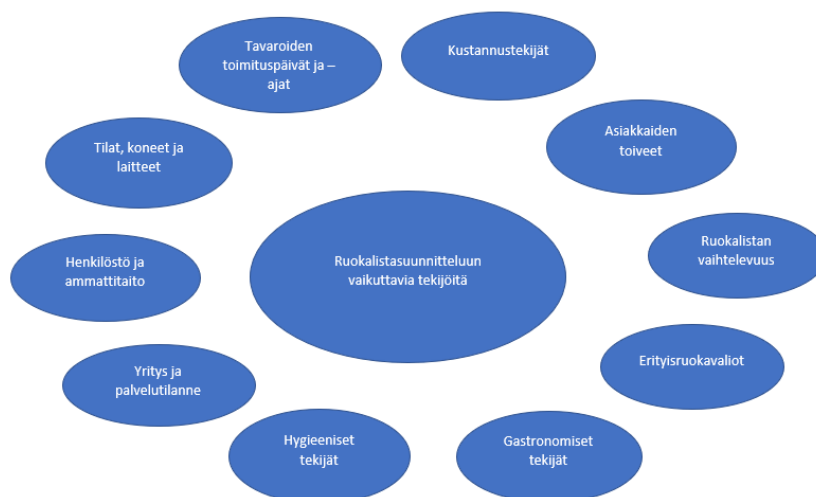 Tavaroiden
toimituspäivät ja –
ajat
Kustannustekijät
Asiakkaiden
toiveet
Tilat, koneet ja
laitteet
Ruokalistan
vaihtelevuus
Ruokalistasuunnitteluun
vaikuttavia tekijöitä
Henkilöstö ja
ammattitaito
Erityisruokavaliot
Yritys ja
palvelutilanne
Hygieeniset
tekijät
Gastronomiset
tekijät